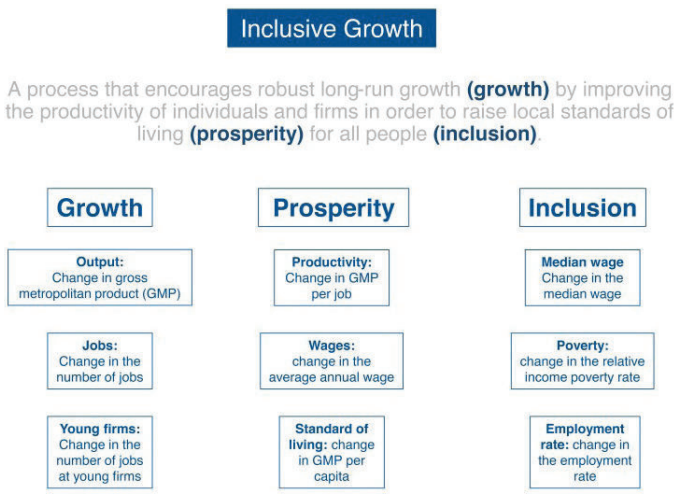 Inclusive Growth
A process that encourages robust long-run growth (growth) by improving
the productivity of individuals and firms in order to raise local standards of
living (prosperity) for all people (inclusion).
Growth
Prosperity
Inclusion
Output:
Change in gross
metropolitan product (GMP)
Productivity:
Change in GMP
per job
Median wage
Change in the
median wage
Jobs:
Change in the
number of jobs
Wages:
change in the
average annual wage
Poverty:
change in the relative
income poverty rate
Young firms:
Change in the
number of jobs
at young firms
Standard of
living: change
in GMP per
capita
Employment
rate: change in
the employment
rate